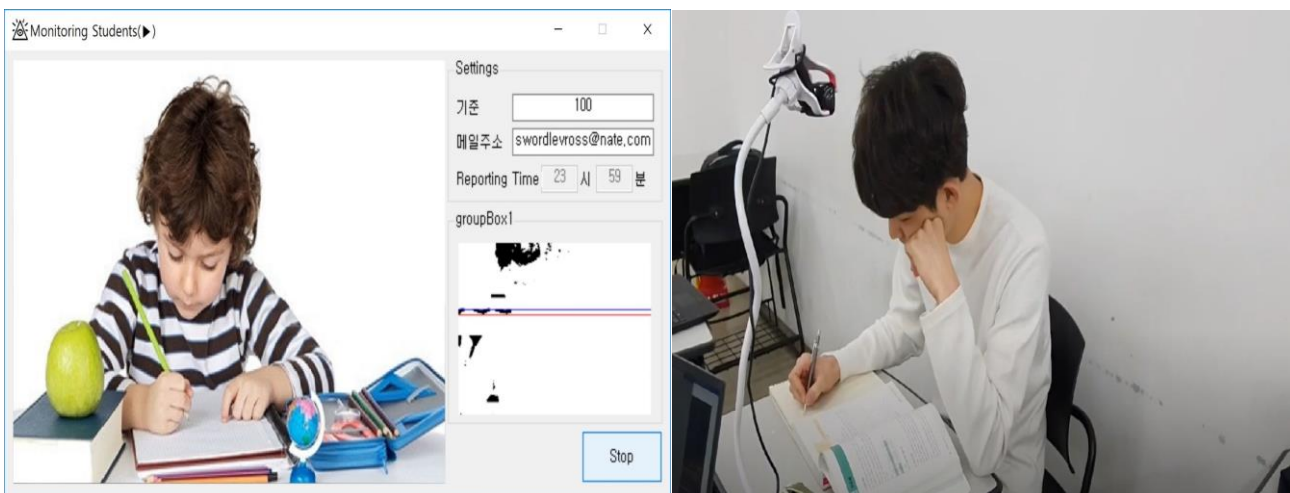 Monitoring Students(▶)
Settings
기준 100
메일주소 swordlevross@nate.com
Reporting Time 23 시 59 분
groupBox1
Stop